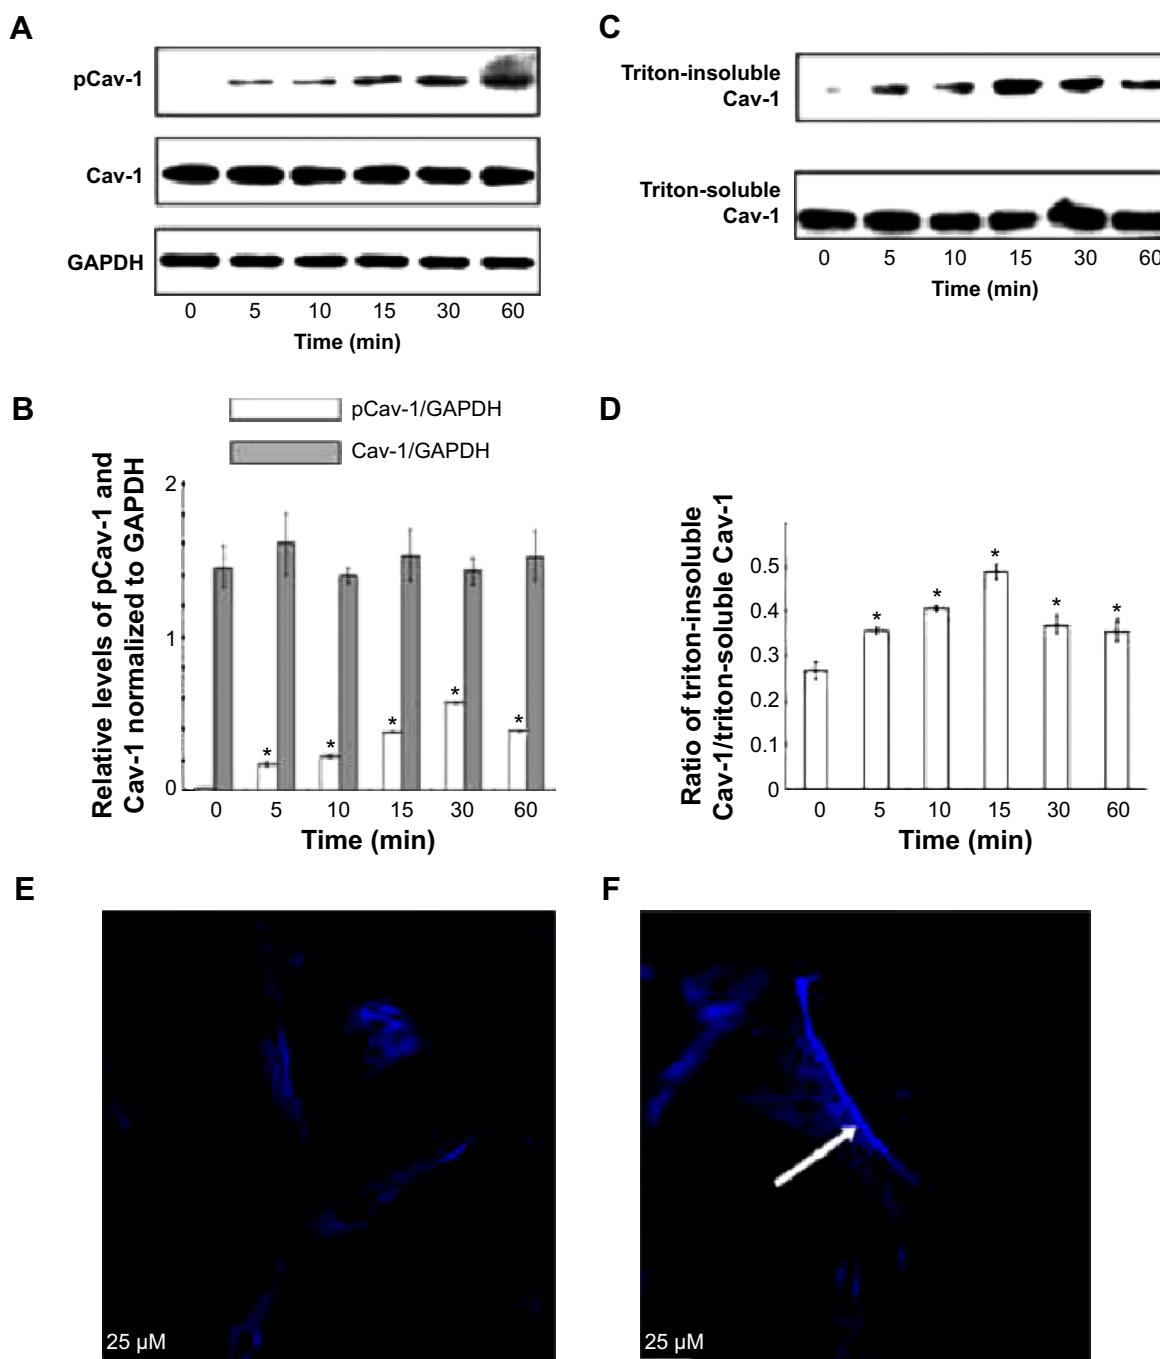 A
pCav-1
Cav-1
GAPDH
0 5 10 15 30 60
Time (min)
C
Triton-insoluble
Cav-1
Triton-soluble
Cav-1
0 5 10 15 30 60
Time (min)
B
pCav-1/GAPDH
Cav-1/GAPDH
Relative levels of pCav-1 and
Cav-1 normalized to GAPDH
2
1
0
* * * * *
0 5 10 15 30 60
Time (min)
D
Ratio of triton-insoluble
Cav-1/triton-soluble Cav-1
0.5
0.4
0.3
0.2
0.1
0
* * * * *
0 5 10 15 30 60
Time (min)
E
25 µM
F
25 µM